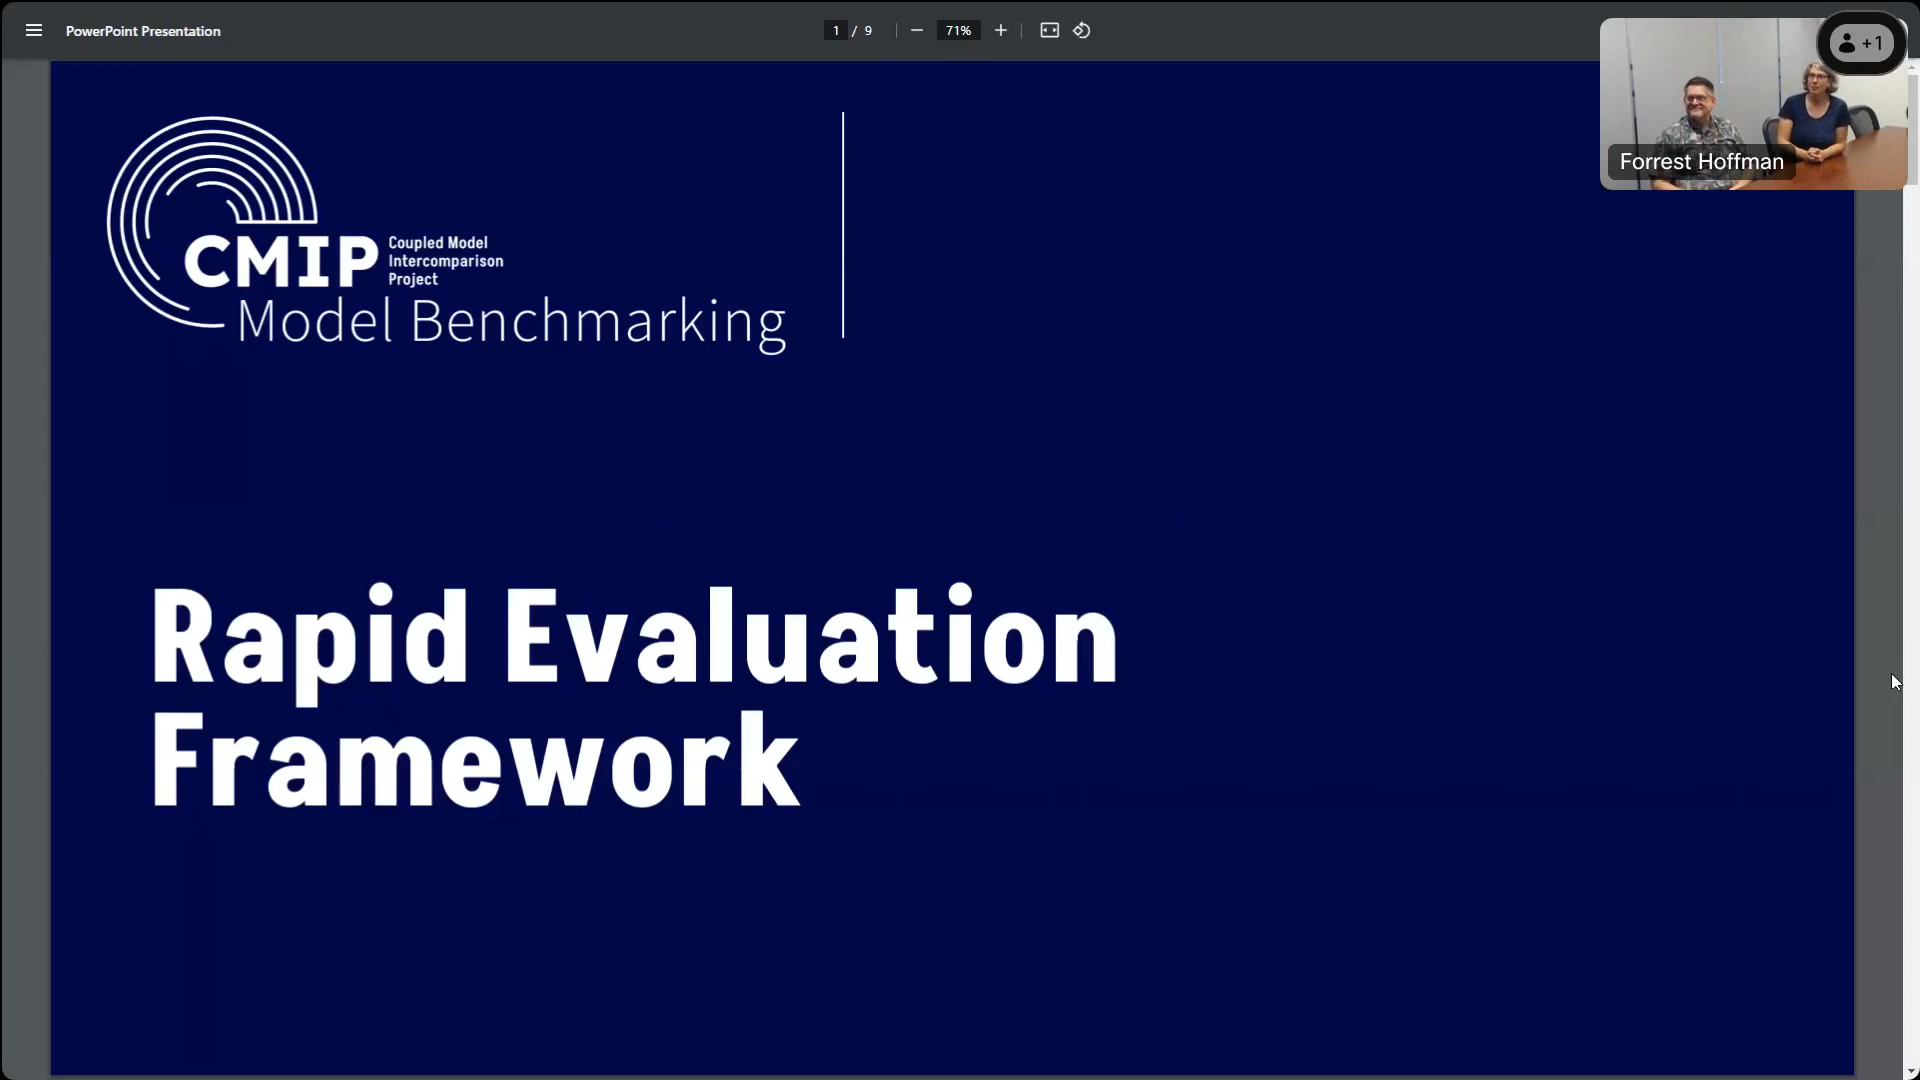 PowerPoint Presentation
1 / 9
71%
+1
Forrest Hoffman
CMIP
Coupled Model
Intercomparison
Project
Model Benchmarking
Rapid Evaluation
Framework